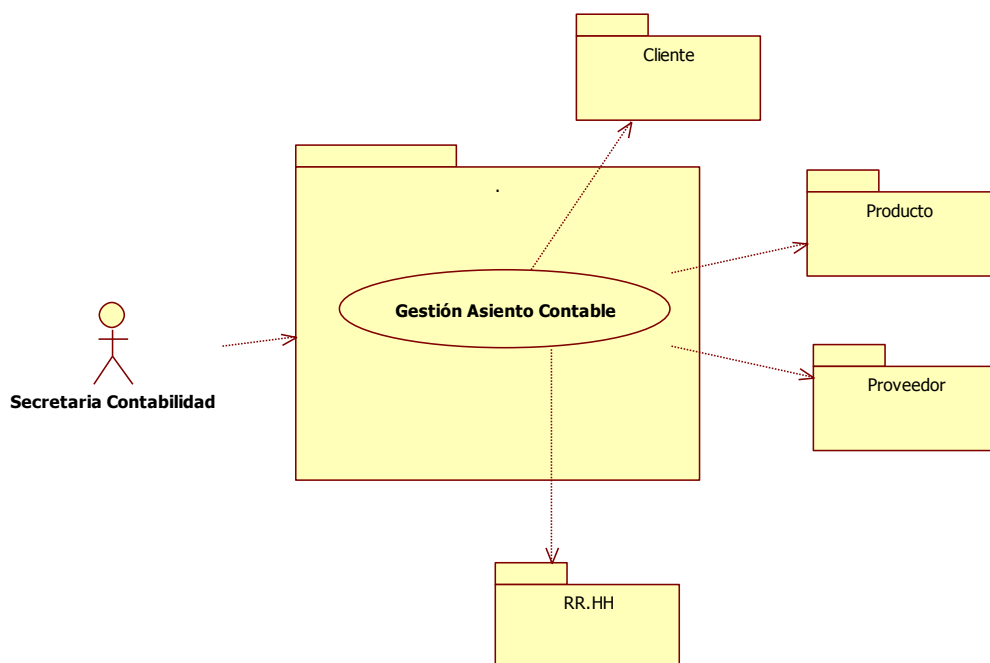 Cliente
.
Producto
Gestión Asiento Contable
Proveedor
Secretaria Contabilidad
RR.HH